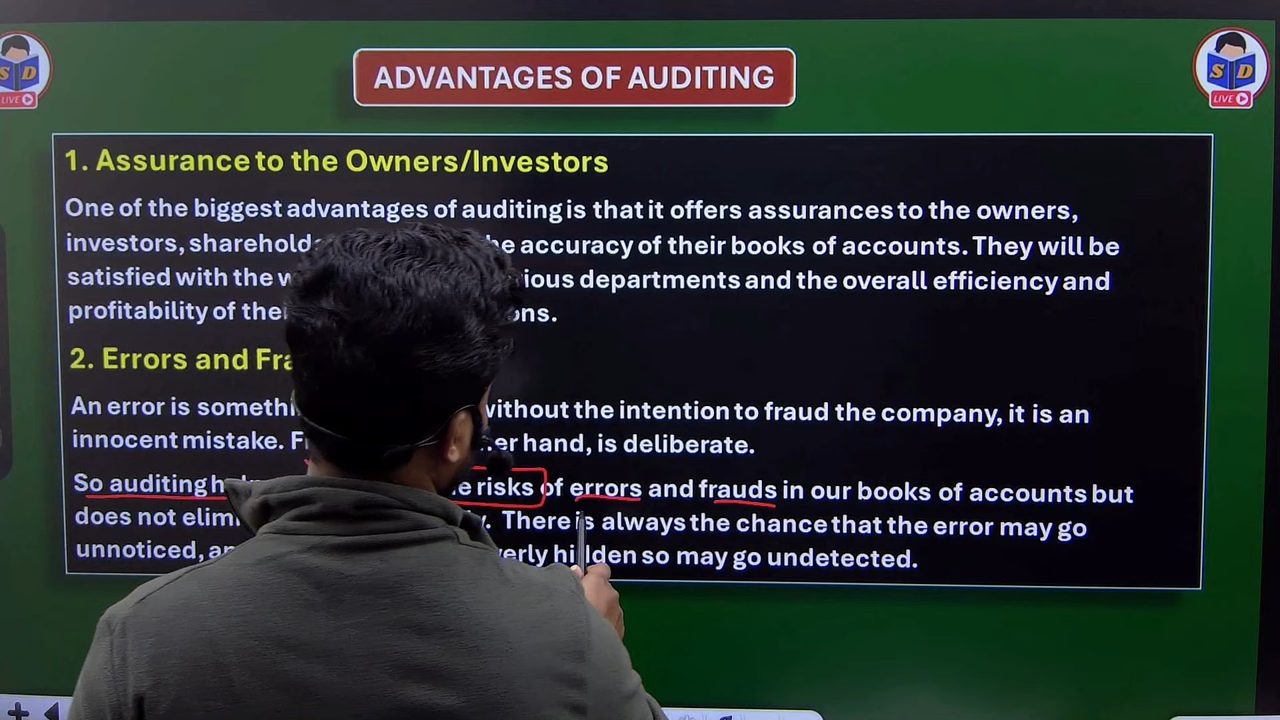 S D
LIVE
ADVANTAGES OF AUDITING
S D
LIVE
1. Assurance to the Owners/Investors
One of the biggest advantages of auditing is that it offers assurances to the owners,
investors, accuracy of their books of accounts. They will be
satisfied with the departments and the overall efficiency and
profitability of
2. Errors and
An error is without the intention to fraud the company, it is an
innocent mistake. hand, is deliberate.
So auditing risks of errors and frauds in our books of accounts but
does not There is always the chance that the error may go
unnoticed, hidden so may go undetected.